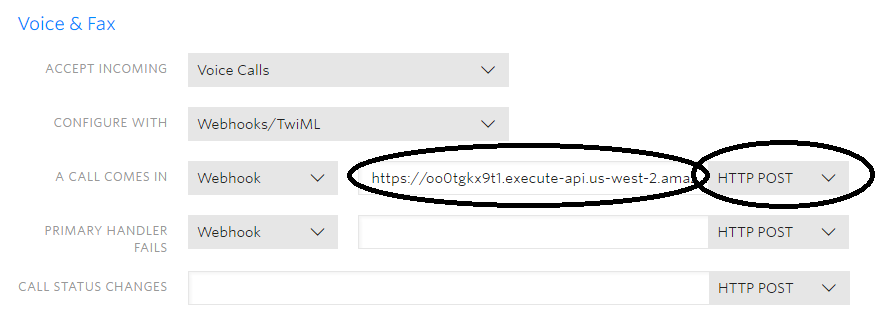 Voice & Fax
ACCEPT INCOMING Voice Calls
CONFIGURE WITH Webhooks/TwiML
A CALL COMES IN Webhook https://oo0tgkx9t1.execute-api.us-west-2.ama HTTP POST
PRIMARY HANDLER Webhook HTTP POST
FAILS
CALL STATUS CHANGES HTTP POST